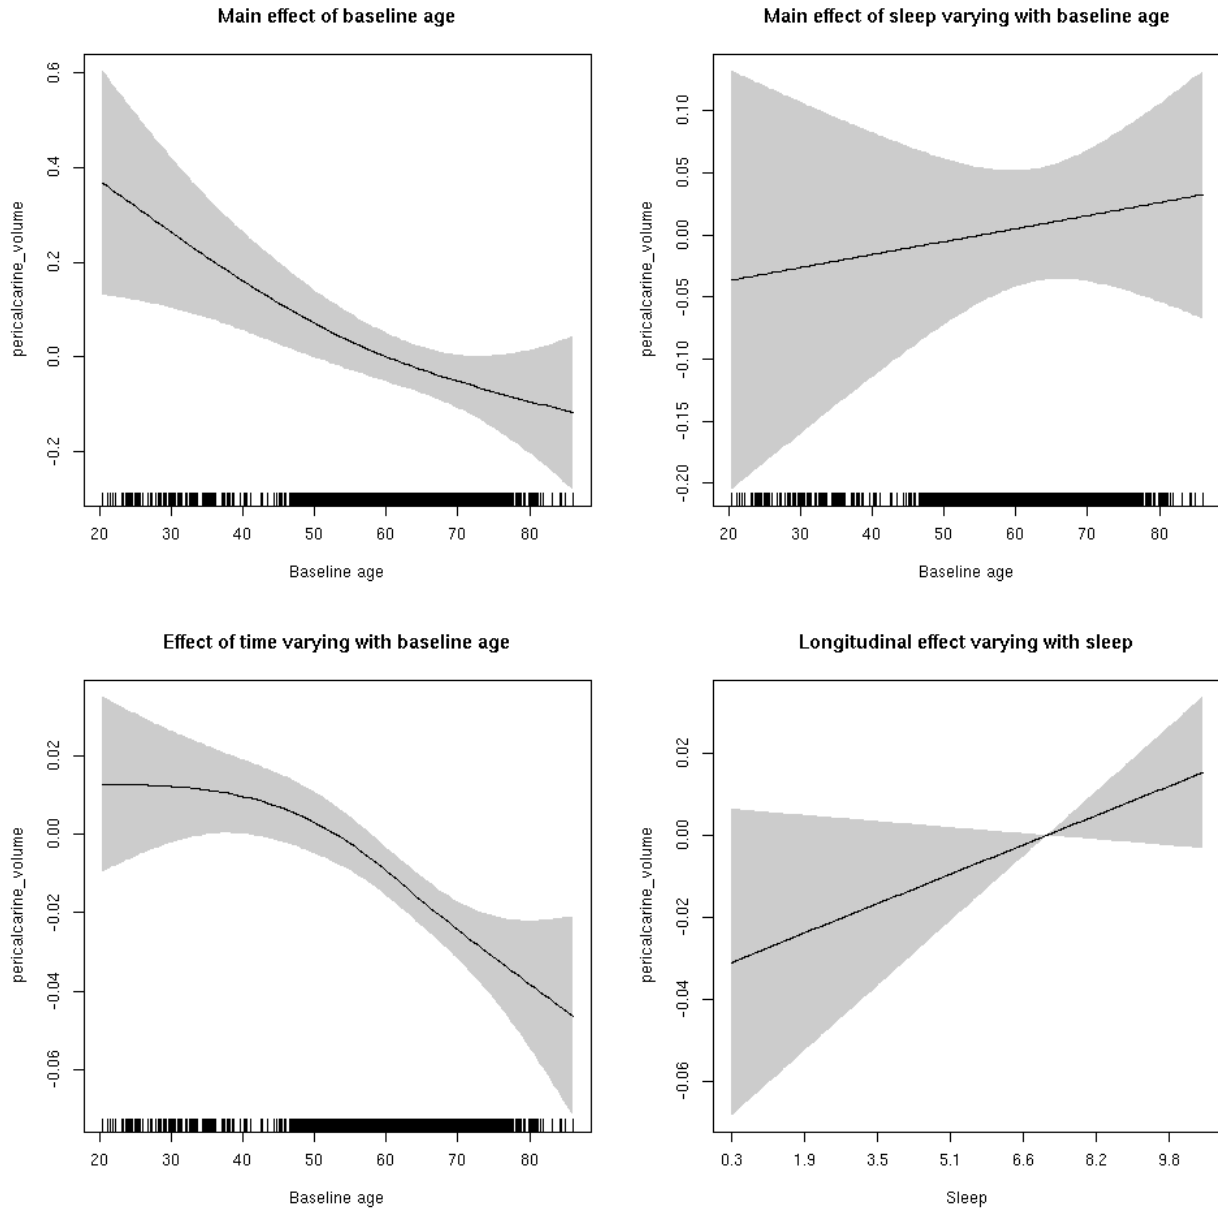 Main effect of baseline age
pericalcarine_volume
0.6
0.4
0.2
0.0
-0.2
20 30 40 50 60 70 80
Baseline age
Main effect of sleep varying with baseline age
pericalcarine_volume
0.10
0.05
0.00
-0.05
-0.10
-0.15
-0.20
20 30 40 50 60 70 80
Baseline age
Effect of time varying with baseline age
pericalcarine_volume
0.02
0.00
-0.02
-0.04
-0.06
20 30 40 50 60 70 80
Baseline age
Longitudinal effect varying with sleep
pericalcarine_volume
0.02
0.00
-0.02
-0.04
-0.06
0.3 1.9 3.5 5.1 6.6 8.2 9.8
Sleep